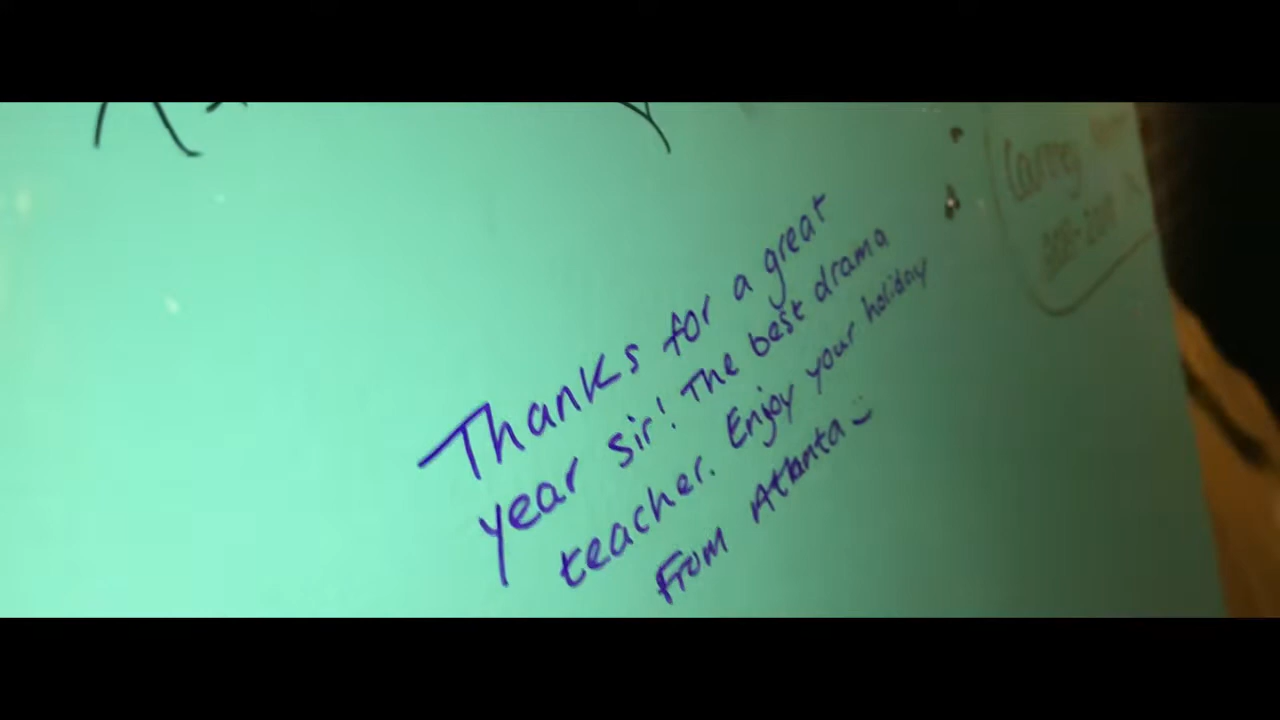 Thanks for a great
year sir! The best drama
teacher. Enjoy your holiday
From Atlanta